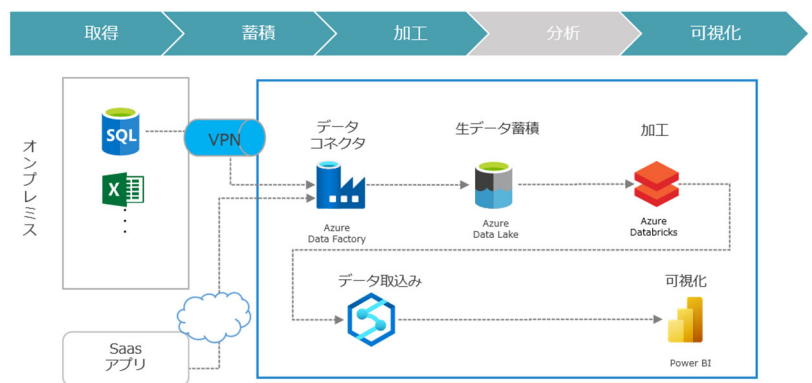 取得
蓄積
加工
分析
可視化
オンプレミス
SQL
X
VPN
データ
コネクタ
Azure
Data Factory
生データ蓄積
Azure
Data Lake
加工
Azure
Databricks
データ取込み
可視化
Power BI
Saas
アプリ